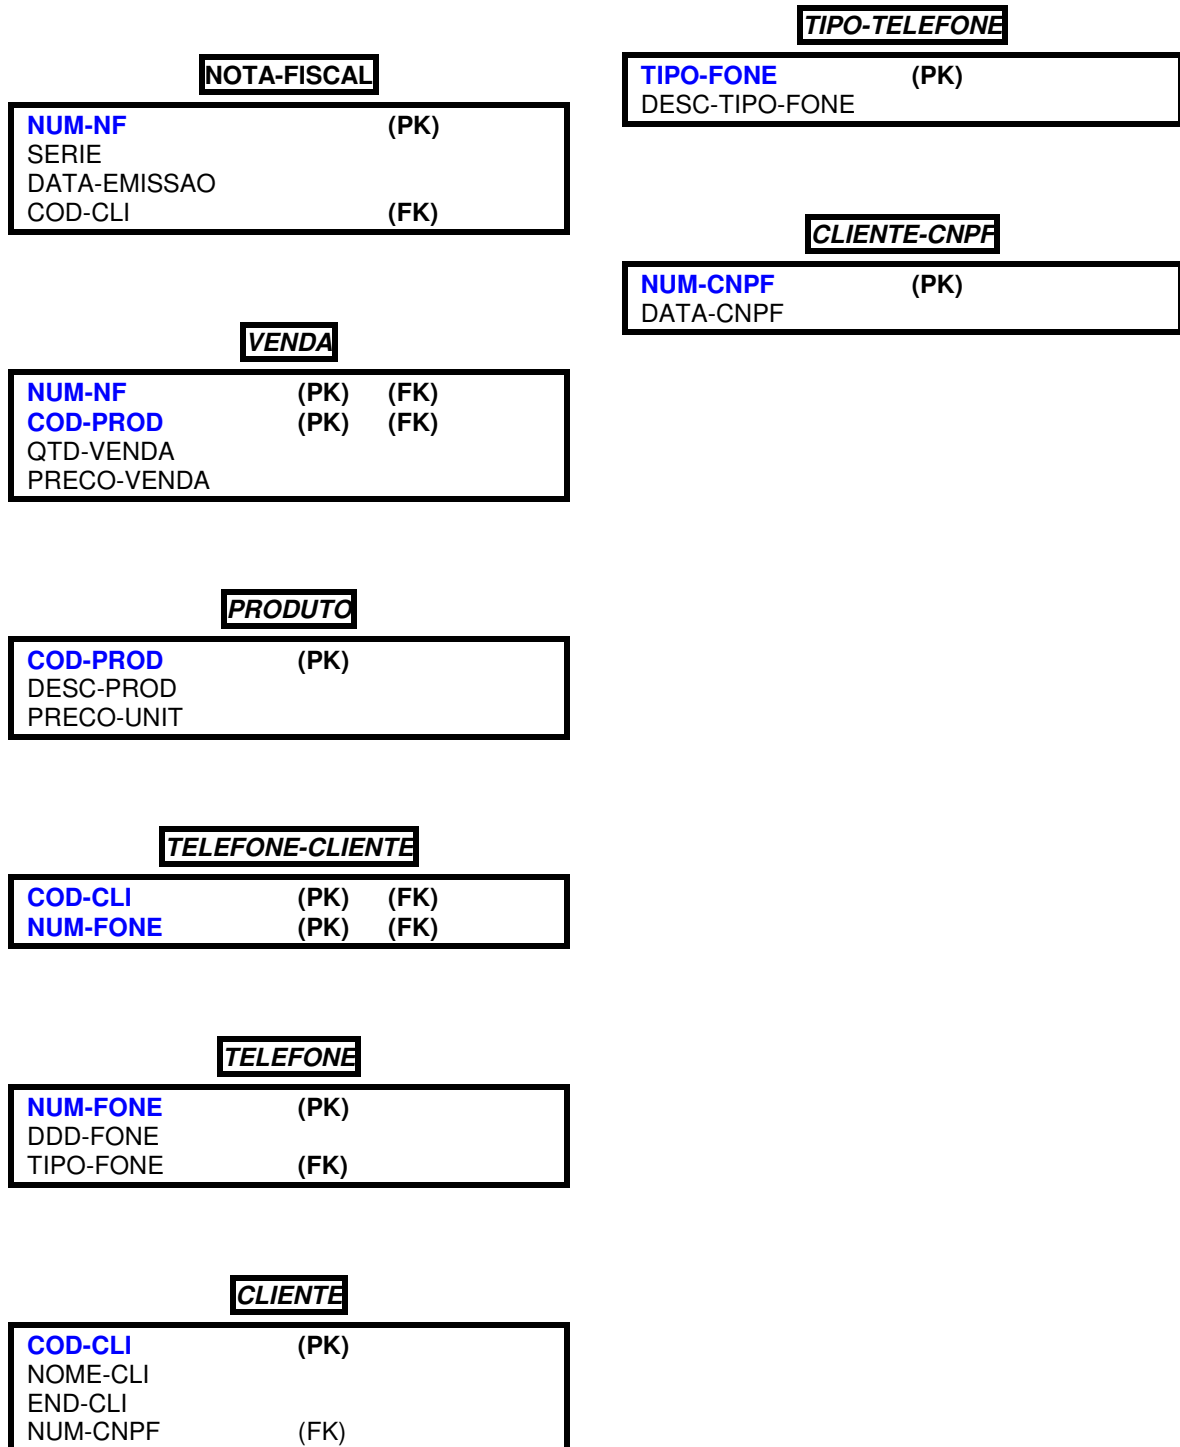 NOTA-FISCAL
NUM-NF (PK)
SERIE
DATA-EMISSAO
COD-CLI (FK)
VENDA
NUM-NF (PK) (FK)
COD-PROD (PK) (FK)
QTD-VENDA
PRECO-VENDA
PRODUTO
COD-PROD (PK)
DESC-PROD
PRECO-UNIT
TELEFONE-CLIENTE
COD-CLI (PK) (FK)
NUM-FONE (PK) (FK)
TELEFONE
NUM-FONE (PK)
DDD-FONE
TIPO-FONE (FK)
CLIENTE
COD-CLI (PK)
NOME-CLI
END-CLI
NUM-CNPF (FK)
TIPO-TELEFONE
TIPO-FONE (PK)
DESC-TIPO-FONE
CLIENTE-CNPF
NUM-CNPF (PK)
DATA-CNPF